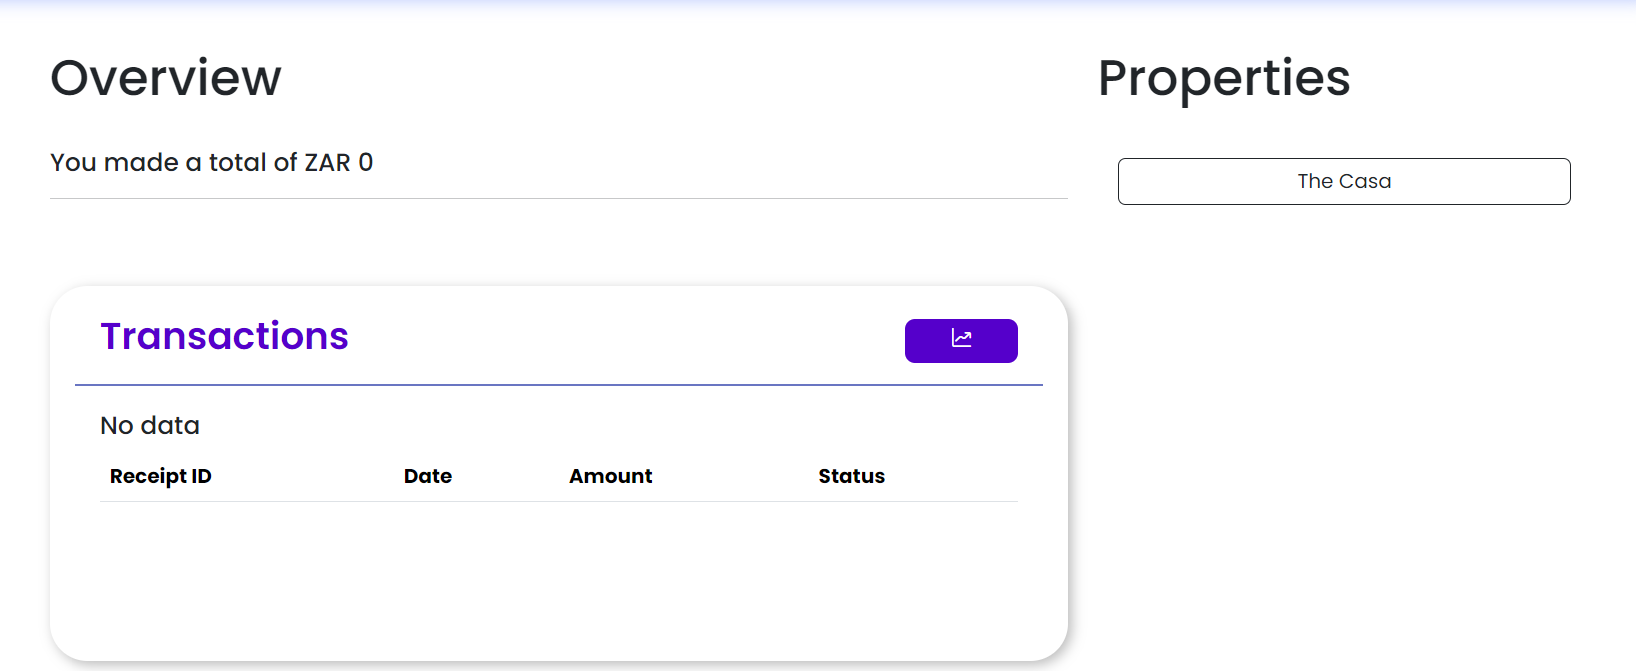 Overview
You made a total of ZAR 0
Transactions
No data
Receipt ID Date Amount Status
Properties
The Casa